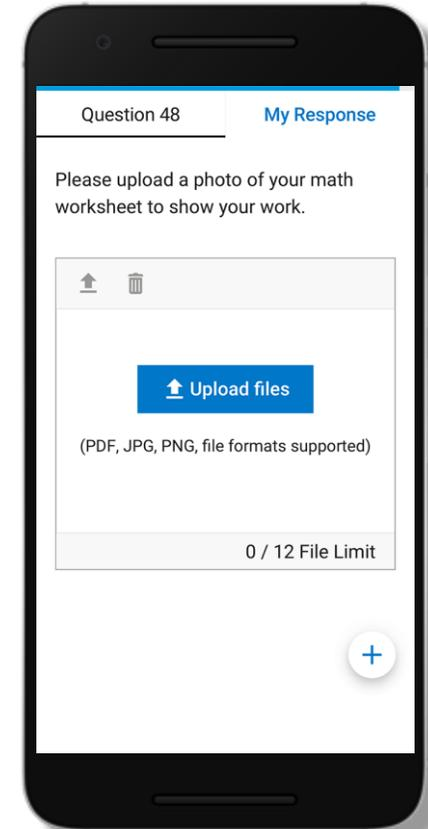 Question 48
My Response
Please upload a photo of your math
worksheet to show your work.
Upload files
(PDF, JPG, PNG, file formats supported)
0 / 12 File Limit